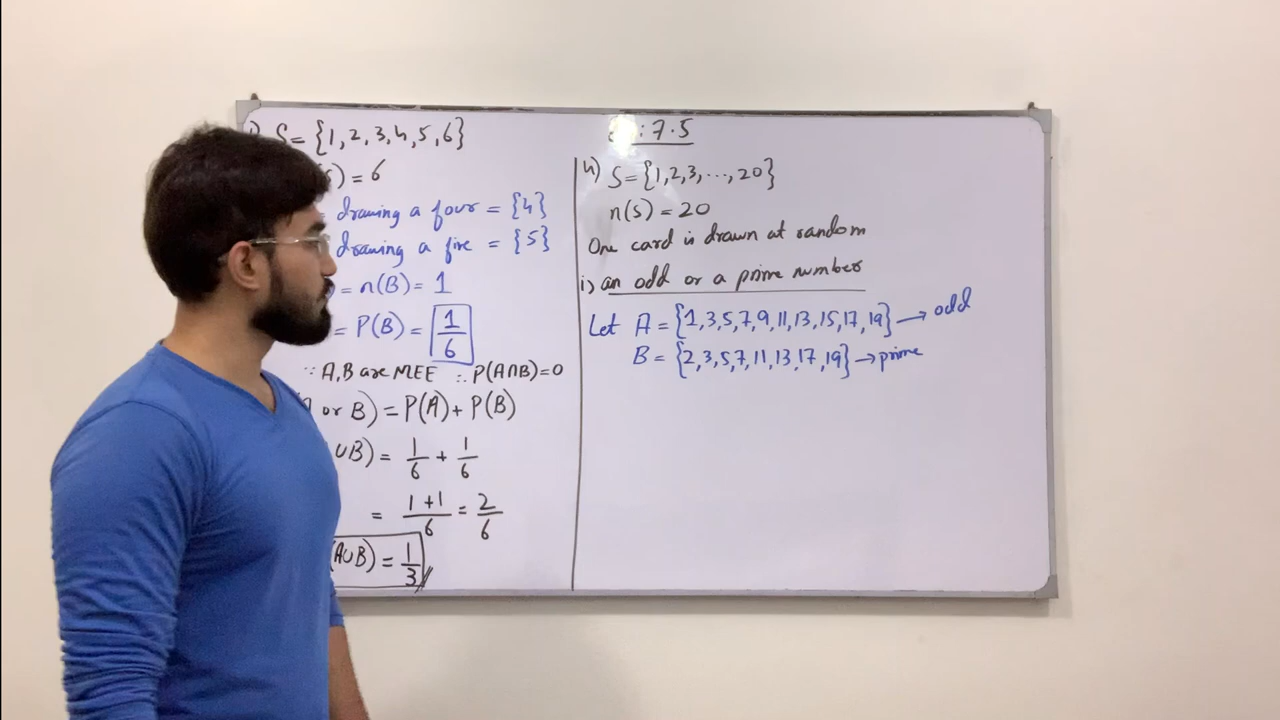 S={1,2,3,4,5,6}
) = 6
drawing a four = {4}
drawing a five = {5}
= n(B) = 1
= P(B) = 1/6
∵ A,B are MEE ∴ P(A∩B)=0
or B) = P(A) + P(B)
∪B) = 1/6 + 1/6
= 1+1/6 = 2/6
(A∪B) = 1/3
: 7.5
4) S={1,2,3,...,20}
n(S) = 20
One card is drawn at random
i) an odd or a prime number
Let A = {1,3,5,7,9,11,13,15,17,19} → odd
B = {2,3,5,7,11,13,17,19} → prime